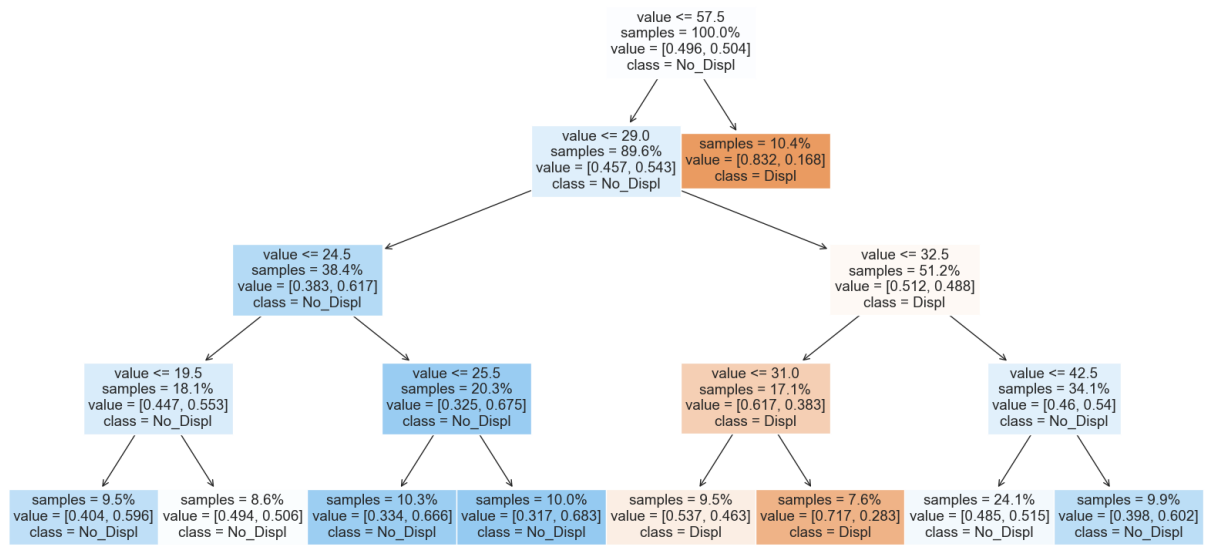 value <= 57.5
samples = 100.0%
value = [0.496, 0.504]
class = No_Displ
value <= 29.0
samples = 89.6%
value = [0.457, 0.543]
class = No_Displ
samples = 10.4%
value = [0.832, 0.168]
class = Displ
value <= 24.5
samples = 38.4%
value = [0.383, 0.617]
class = No_Displ
value <= 32.5
samples = 51.2%
value = [0.512, 0.488]
class = Displ
value <= 19.5
samples = 18.1%
value = [0.447, 0.553]
class = No_Displ
value <= 25.5
samples = 20.3%
value = [0.325, 0.675]
class = No_Displ
value <= 31.0
samples = 17.1%
value = [0.617, 0.383]
class = Displ
value <= 42.5
samples = 34.1%
value = [0.46, 0.54]
class = No_Displ
samples = 9.5%
value = [0.404, 0.596]
class = No_Displ
samples = 8.6%
value = [0.494, 0.506]
class = No_Displ
samples = 10.3%
value = [0.334, 0.666]
class = No_Displ
samples = 10.0%
value = [0.317, 0.683]
class = No_Displ
samples = 9.5%
value = [0.537, 0.463]
class = Displ
samples = 7.6%
value = [0.717, 0.283]
class = Displ
samples = 24.1%
value = [0.485, 0.515]
class = No_Displ
samples = 9.9%
value = [0.398, 0.602]
class = No_Displ